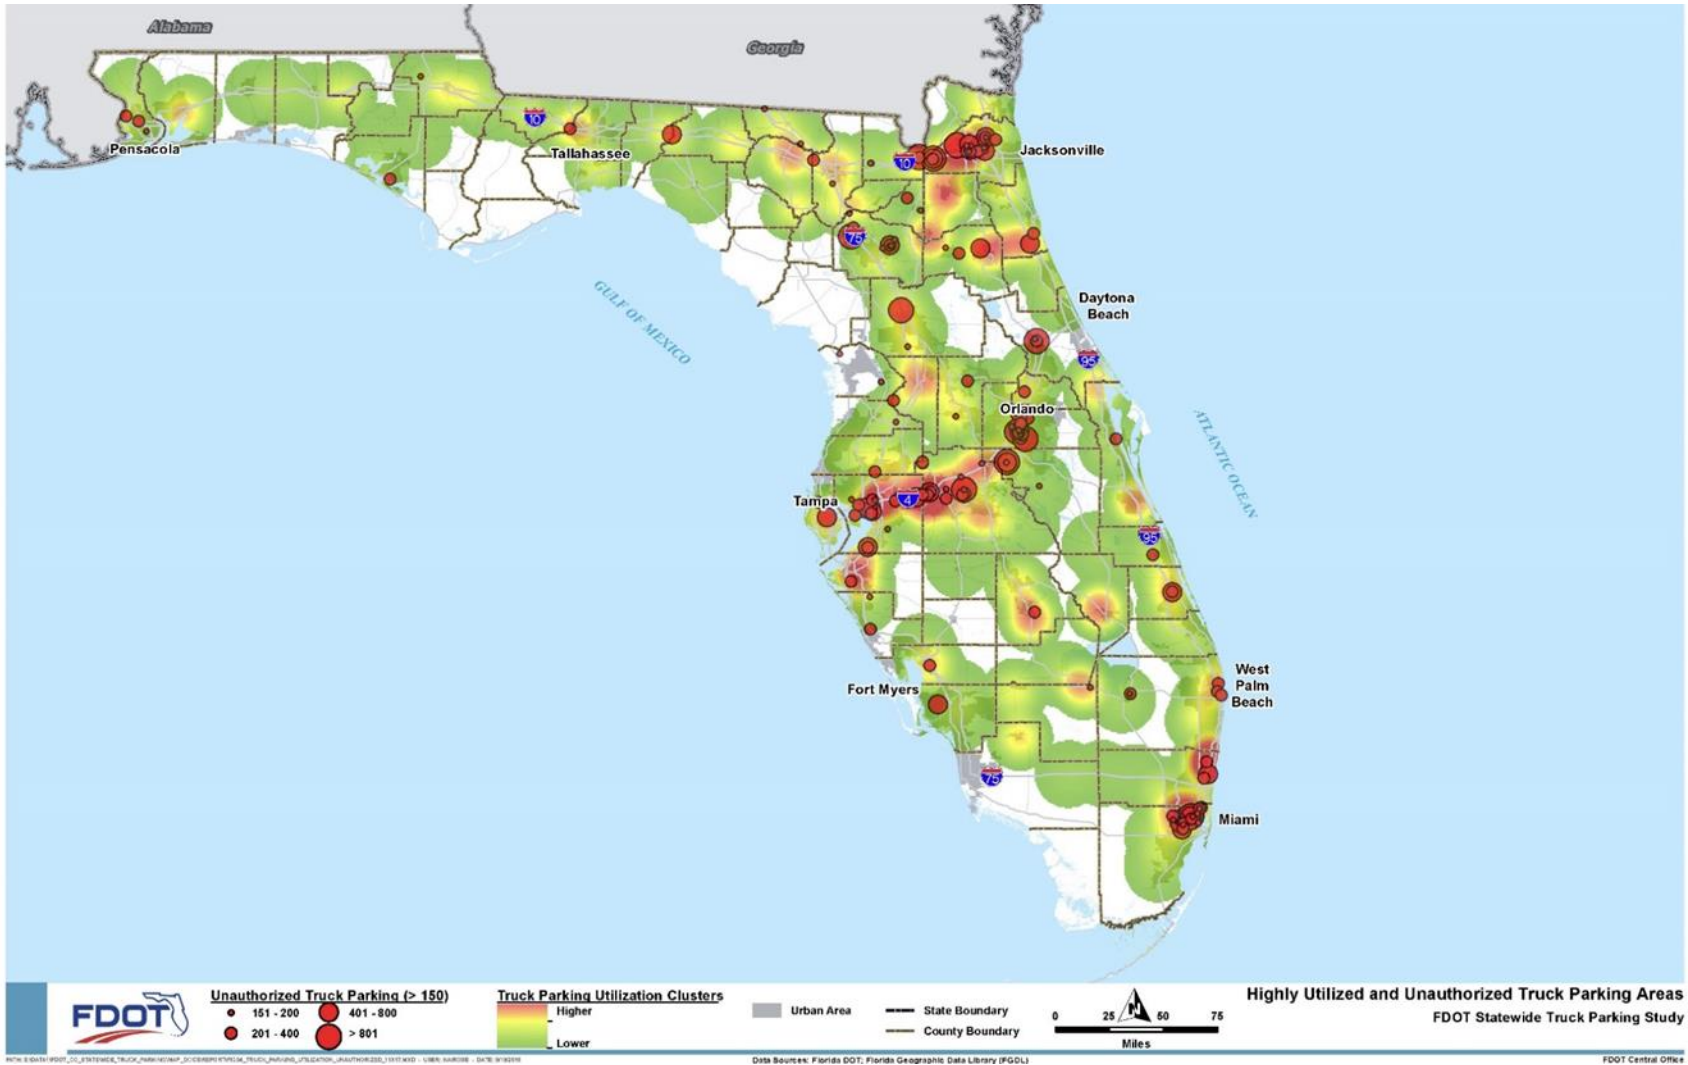 Alabama
Georgia
10
Pensacola
Tallahassee
10
Jacksonville
75
GULF OF MEXICO
Daytona
Beach
95
Orlando
ATLANTIC OCEAN
Tampa
4
95
Fort Myers
West
Palm
Beach
75
Miami
FDOT
Unauthorized Truck Parking (> 150)
151 - 200
401 - 800
201 - 400
> 801
Truck Parking Utilization Clusters
Higher
Lower
Urban Area
State Boundary
County Boundary
N
0 25 50 75
Miles
Highly Utilized and Unauthorized Truck Parking Areas
FDOT Statewide Truck Parking Study
Data Sources: Florida DOT; Florida Geographic Data Library (FGDL)
FDOT Central Office